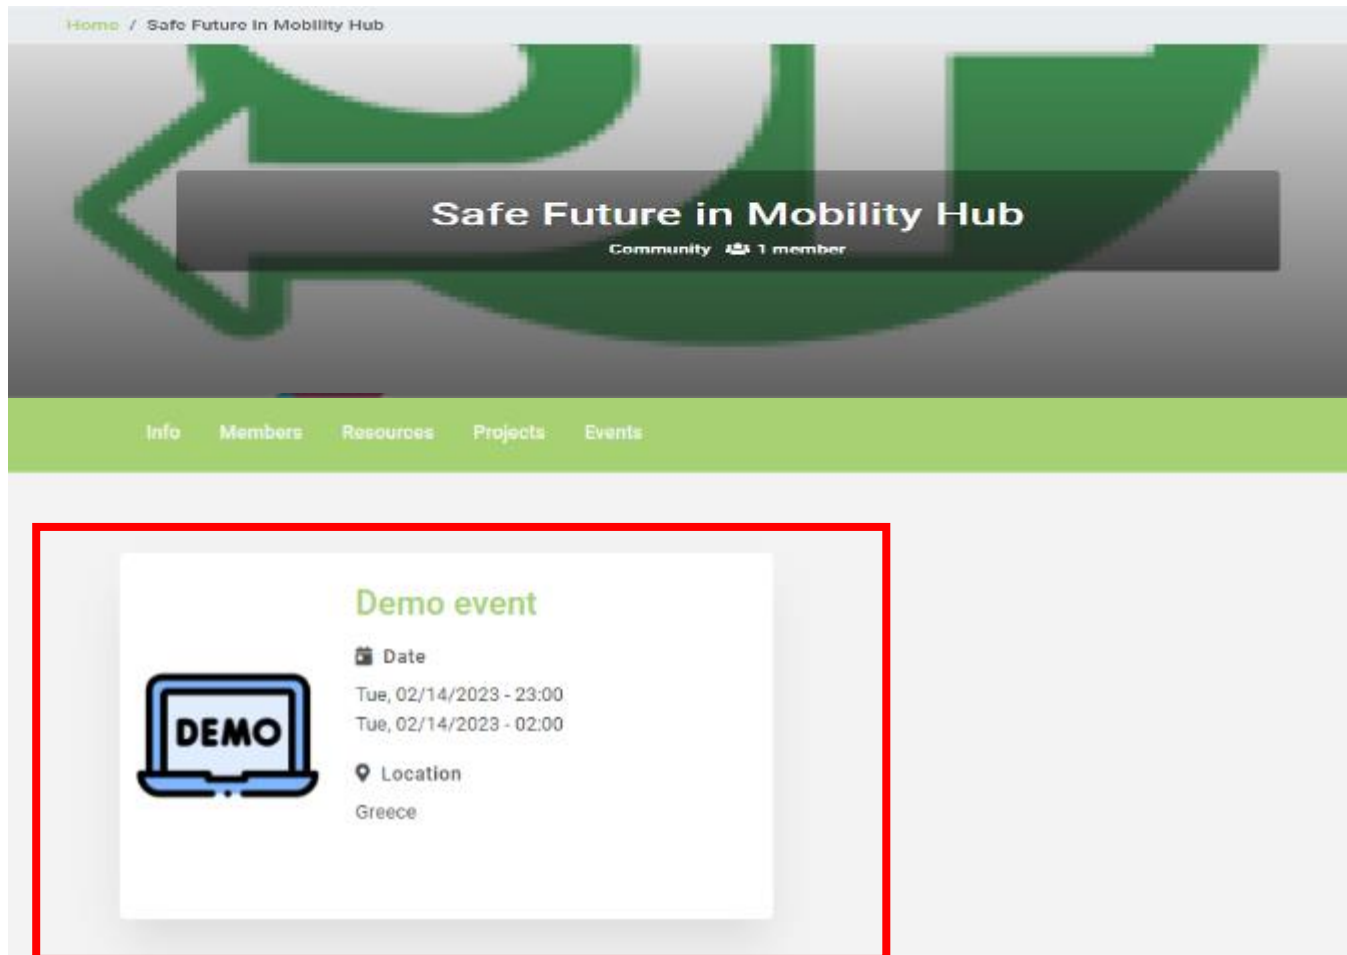 Home / Safe Future in Mobility Hub
Safe Future in Mobility Hub
Community 1 member
Info Members Resources Projects Events
Demo event
Date
Tue, 02/14/2023 - 23:00
Tue, 02/14/2023 - 02:00
DEMO
Location
Greece